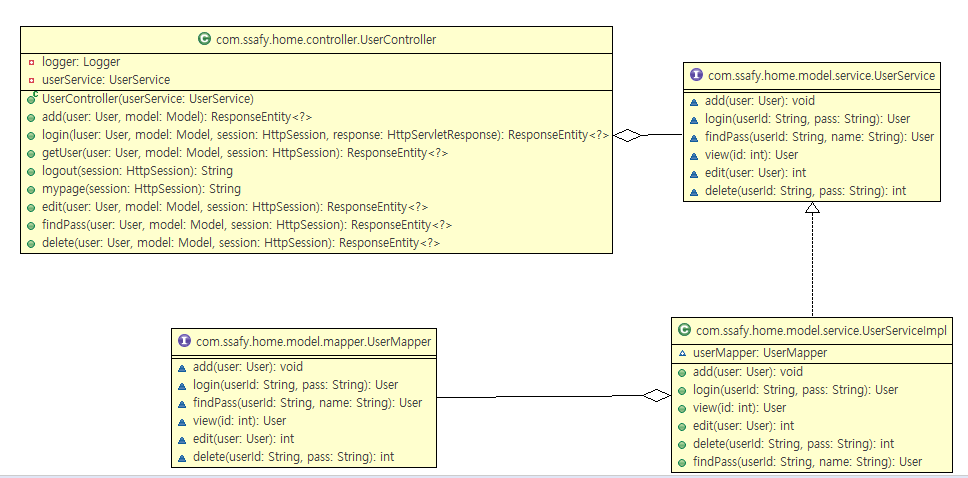 com.ssafy.home.controller.UserController
logger: Logger
userService: UserService
UserController(userService: UserService)
add(user: User, model: Model): ResponseEntity<?>
login(luser: User, model: Model, session: HttpSession, response: HttpServletResponse): ResponseEntity<?>
getUser(user: User, model: Model, session: HttpSession): ResponseEntity<?>
logout(session: HttpSession): String
mypage(session: HttpSession): String
edit(user: User, model: Model, session: HttpSession): ResponseEntity<?>
findPass(user: User, model: Model, session: HttpSession): ResponseEntity<?>
delete(user: User, model: Model, session: HttpSession): ResponseEntity<?>
com.ssafy.home.model.service.UserService
add(user: User): void
login(userId: String, pass: String): User
findPass(userId: String, name: String): User
view(id: int): User
edit(user: User): int
delete(userId: String, pass: String): int
com.ssafy.home.model.mapper.UserMapper
add(user: User): void
login(userId: String, pass: String): User
findPass(userId: String, name: String): User
view(id: int): User
edit(user: User): int
delete(userId: String, pass: String): int
com.ssafy.home.model.service.UserServiceImpl
userMapper: UserMapper
add(user: User): void
login(userId: String, pass: String): User
view(id: int): User
edit(user: User): int
delete(userId: String, pass: String): int
findPass(userId: String, name: String): User